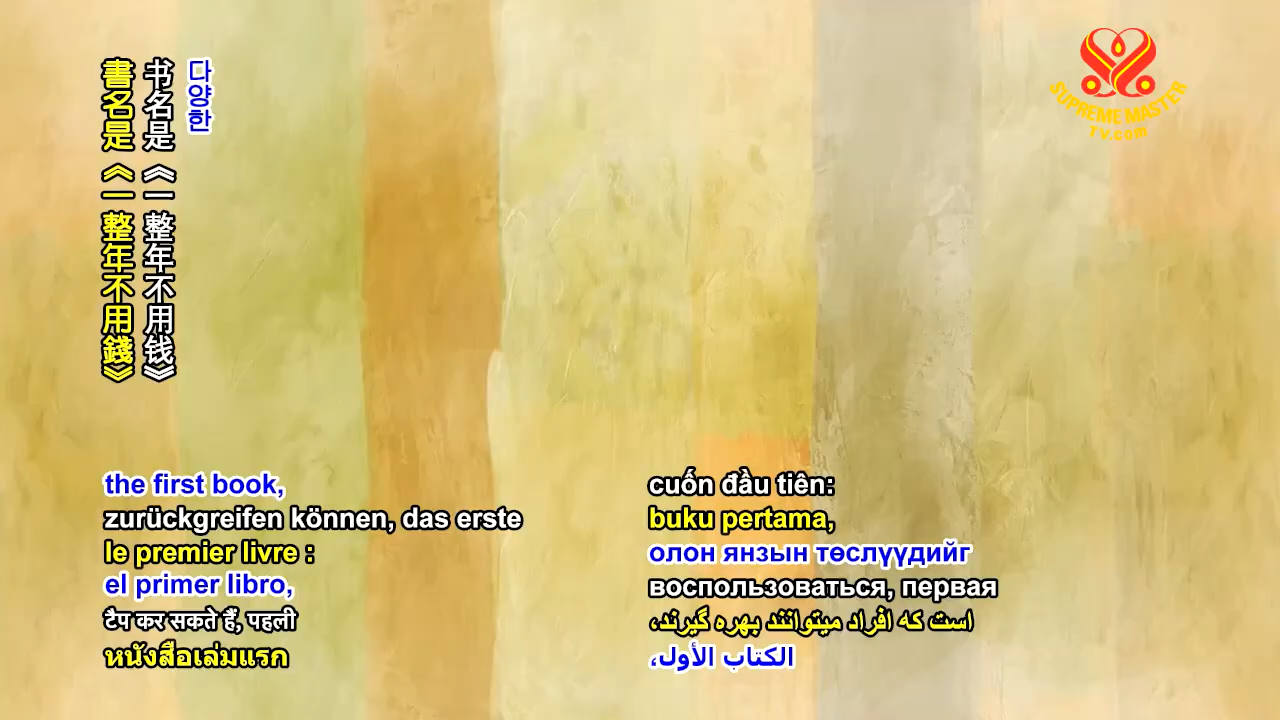 다양한
书名是《一整年不用钱》
書名是《一整年不用錢》
SUPREME MASTER
TV.com
the first book,
zurückgreifen können, das erste
le premier livre :
el primer libro,
टैप कर सकते हैं, पहली
หนังสือเล่มแรก
cuốn đầu tiên:
buku pertama,
олон янзын төслүүдийг
воспользоваться, первая
است که افراد میتوانند بهره گیرند،
الكتاب الأول،